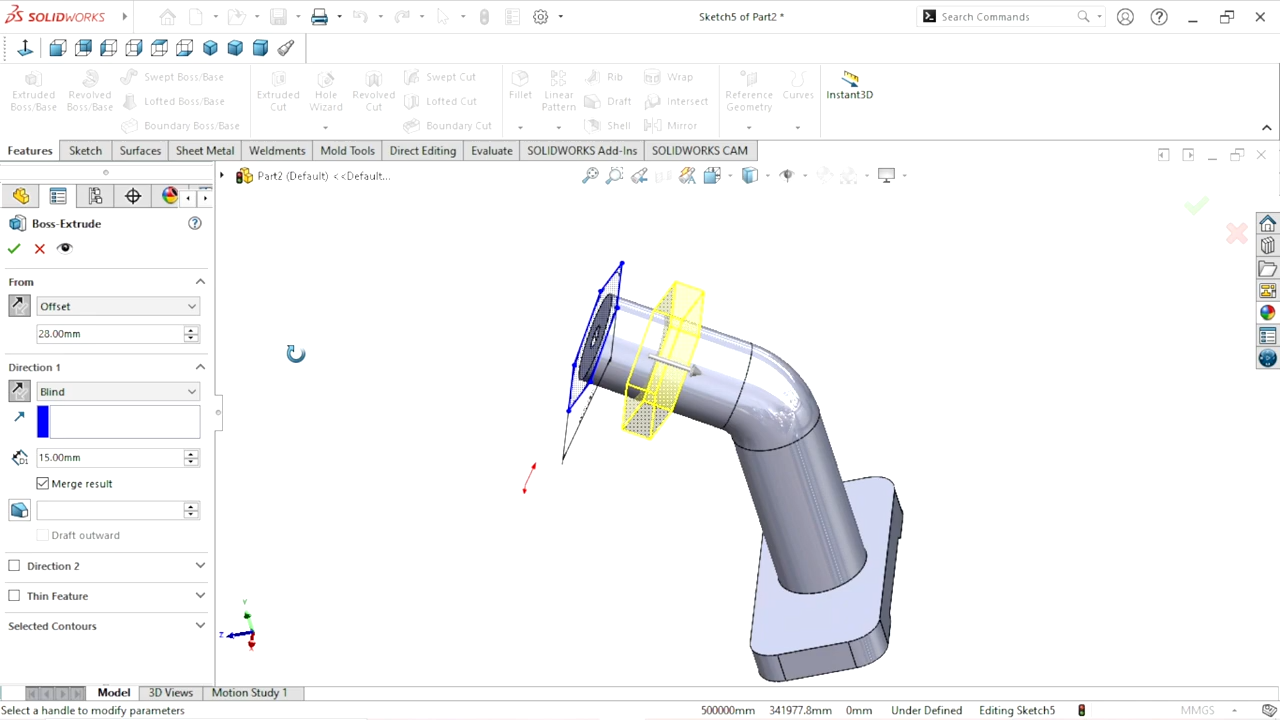 SOLIDWORKS
Sketch5 of Part2 *
Search Commands
Extruded Boss/Base
Revolved Boss/Base
Swept Boss/Base
Lofted Boss/Base
Boundary Boss/Base
Extruded Cut
Hole Wizard
Revolved Cut
Swept Cut
Lofted Cut
Boundary Cut
Fillet
Linear Pattern
Rib
Draft
Shell
Wrap
Intersect
Mirror
Reference Geometry
Curves
Instant3D
Features
Sketch
Surfaces
Sheet Metal
Weldments
Mold Tools
Direct Editing
Evaluate
SOLIDWORKS Add-Ins
SOLIDWORKS CAM
Part2 (Default) <<Default...
Boss-Extrude
From
Offset
28.00mm
Direction 1
Blind
D1
15.00mm
Merge result
Draft outward
Direction 2
Thin Feature
Selected Contours
Y
Z
Model
3D Views
Motion Study 1
Select a handle to modify parameters
500000mm
341977.8mm
0mm
Under Defined
Editing Sketch5
MMGS